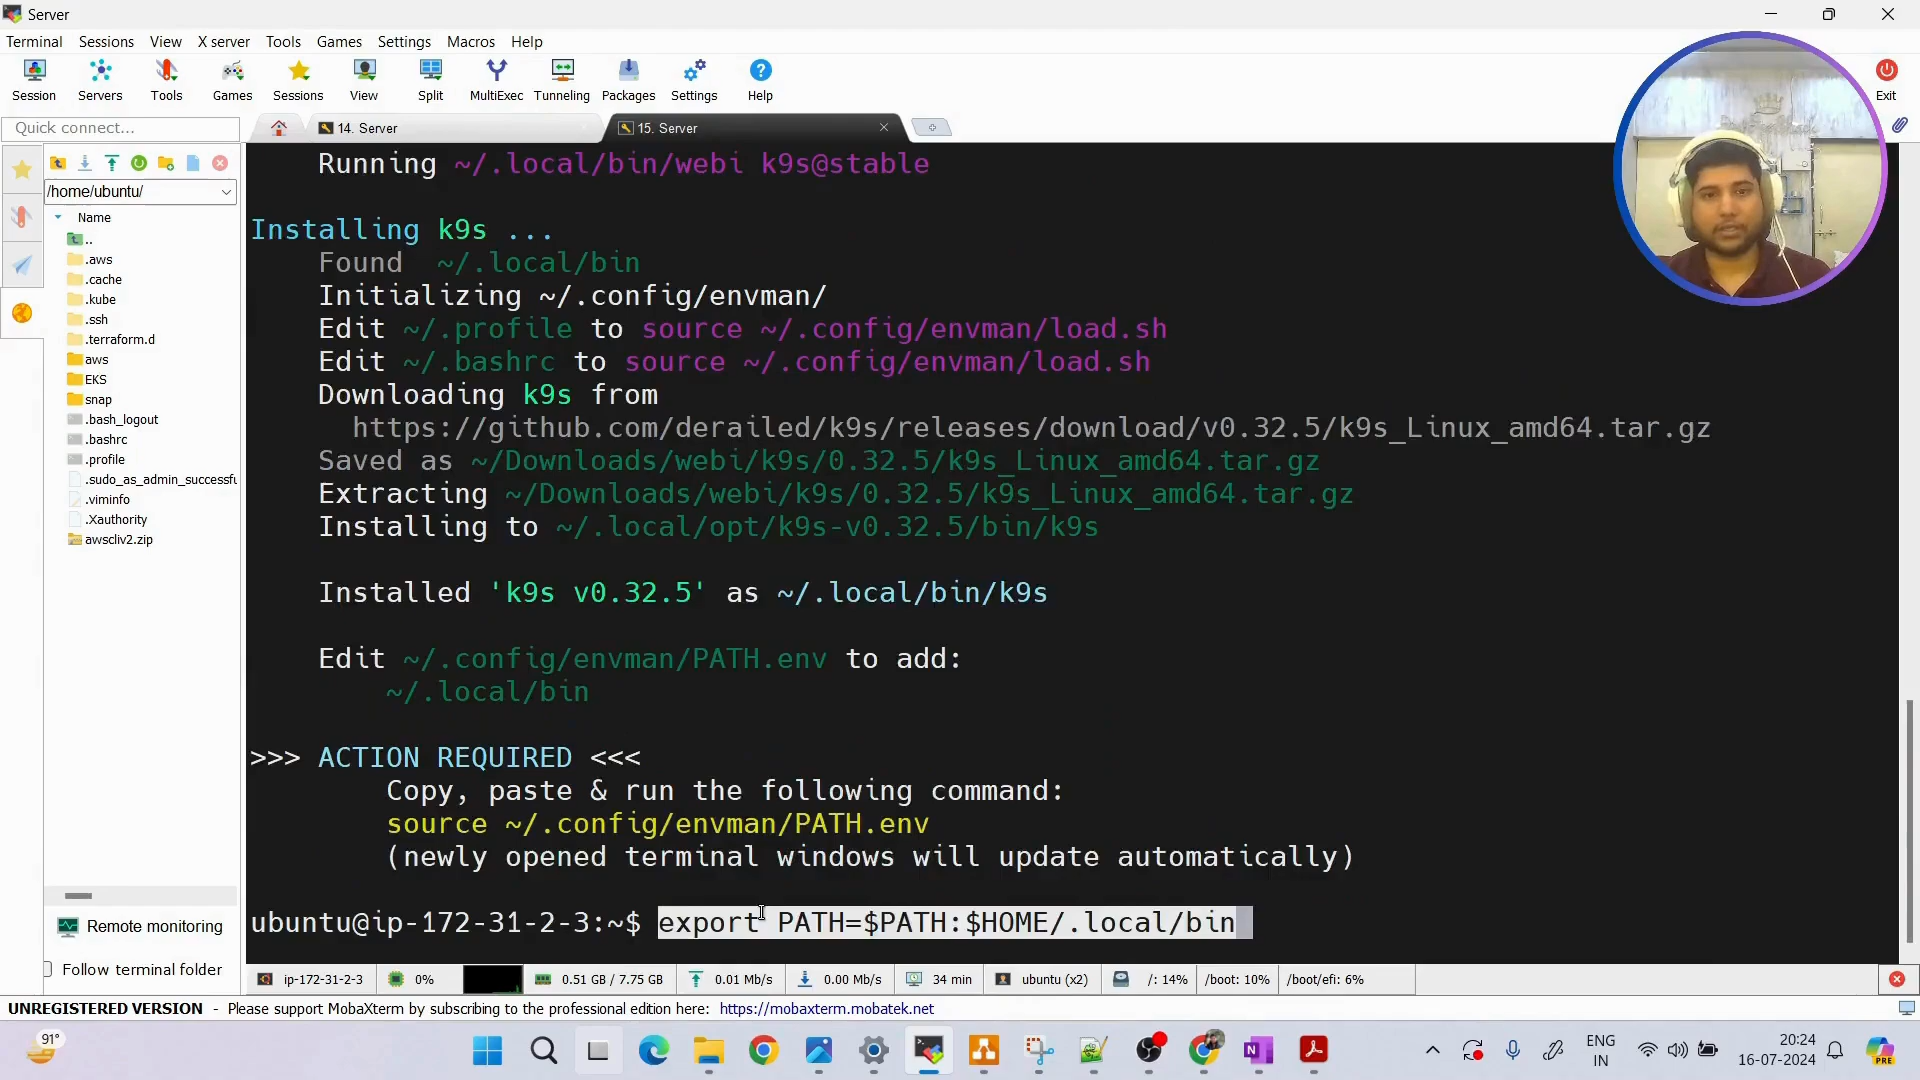 Server
Terminal Sessions View X server Tools Games Settings Macros Help
Session Servers Tools Games Sessions View Split MultiExec Tunneling Packages Settings Help Exit
Quick connect...
14. Server
15. Server
/home/ubuntu/
Name
..
.aws
.cache
.kube
.ssh
.terraform.d
aws
EKS
snap
.bash_logout
.bashrc
.profile
.sudo_as_admin_successfu
.viminfo
.Xauthority
awscliv2.zip
Remote monitoring
Follow terminal folder
Running ~/.local/bin/webi k9s@stable
Installing k9s ...
Found ~/.local/bin
Initializing ~/.config/envman/
Edit ~/.profile to source ~/.config/envman/load.sh
Edit ~/.bashrc to source ~/.config/envman/load.sh
Downloading k9s from
https://github.com/derailed/k9s/releases/download/v0.32.5/k9s_Linux_amd64.tar.gz
Saved as ~/Downloads/webi/k9s/0.32.5/k9s_Linux_amd64.tar.gz
Extracting ~/Downloads/webi/k9s/0.32.5/k9s_Linux_amd64.tar.gz
Installing to ~/.local/opt/k9s-v0.32.5/bin/k9s
Installed 'k9s v0.32.5' as ~/.local/bin/k9s
Edit ~/.config/envman/PATH.env to add:
~/.local/bin
>>> ACTION REQUIRED <<<
Copy, paste & run the following command:
source ~/.config/envman/PATH.env
(newly opened terminal windows will update automatically)
ubuntu@ip-172-31-2-3:~$ export PATH=$PATH:$HOME/.local/bin
ip-172-31-2-3 0% 0.51 GB / 7.75 GB 0.01 Mb/s 0.00 Mb/s 34 min ubuntu (x2) /: 14% /boot: 10% /boot/efi: 6%
UNREGISTERED VERSION - Please support MobaXterm by subscribing to the professional edition here: https://mobaxterm.mobatek.net
91°
ENG
IN
20:24
16-07-2024
PRE